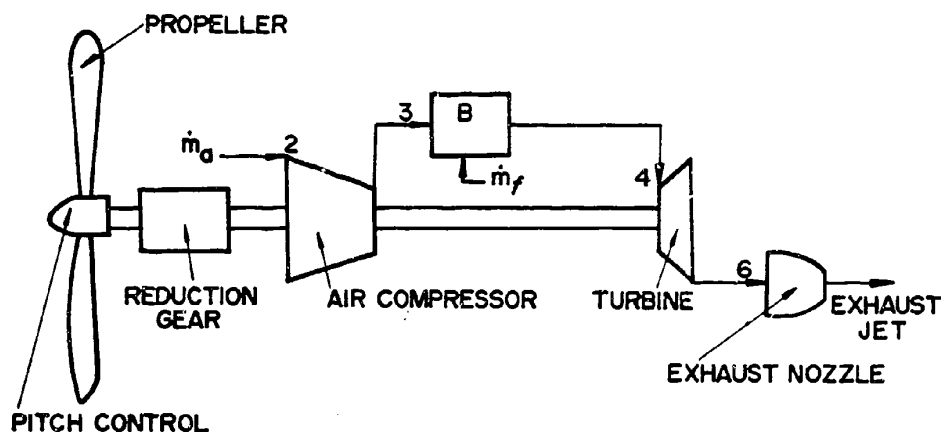 PROPELLER
3
B
ṁa
2
ṁf
4
6
REDUCTION
GEAR
AIR COMPRESSOR
TURBINE
EXHAUST
JET
EXHAUST NOZZLE
PITCH CONTROL